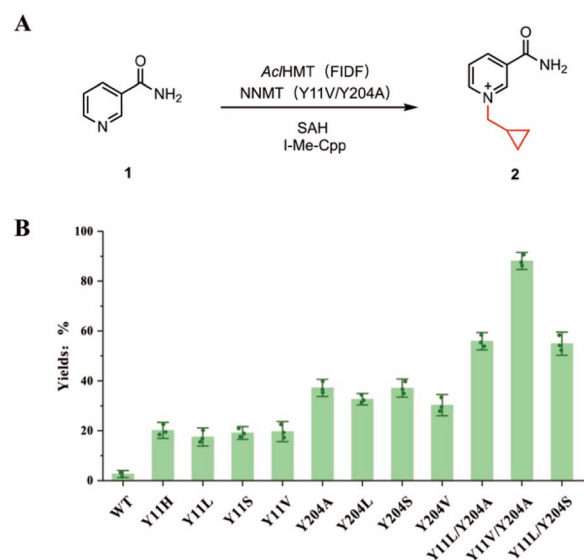 A
O
NH₂
N
1
AclHMT（FIDF）
NNMT（Y11V/Y204A）
SAH
I-Me-Cpp
O
NH₂
N+
2
B
Yields: %
100
80
60
40
20
0
WT
Y11H
Y11L
Y11S
Y11V
Y204A
Y204L
Y204S
Y204V
Y11L/Y204A
Y11V/Y204A
Y11L/Y204S